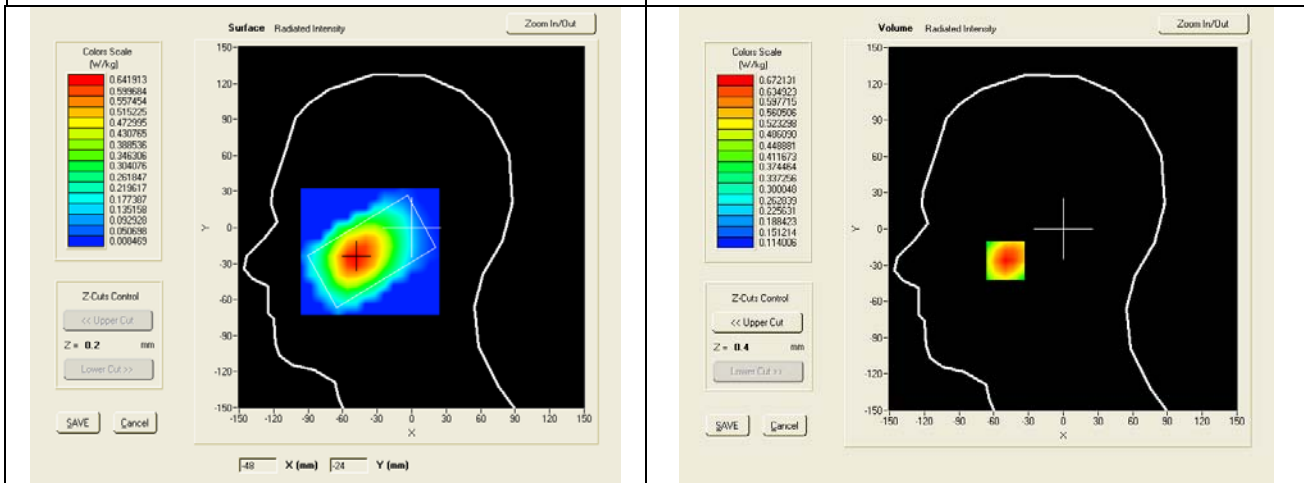 Surface Radiated Intensity
Zoom In/Out
Colors Scale
(W/kg)
0.641913
0.599684
0.557454
0.515225
0.472995
0.430765
0.388536
0.346306
0.304076
0.261847
0.219617
0.177387
0.135158
0.092928
0.050698
0.008469
Z-Cuts Control
<< Upper Cut
Z = 0.2 mm
Lower Cut >>
SAVE Cancel
150
120
90
60
30
0
-30
-60
-90
-120
-150
Y
-150 -120 -90 -60 -30 0 30 60 90 120 150
X
-48 X (mm) -24 Y (mm)
Volume Radiated Intensity
Zoom In/Out
Colors Scale
(W/kg)
0.672131
0.634923
0.597715
0.560506
0.523298
0.486090
0.448881
0.411673
0.374464
0.337256
0.300048
0.262839
0.225631
0.188423
0.151214
0.114006
Z-Cuts Control
<< Upper Cut
Z = 0.4 mm
Lower Cut >>
SAVE Cancel
150
120
90
60
30
0
-30
-60
-90
-120
-150
Y
-150 -120 -90 -60 -30 0 30 60 90 120 150
X